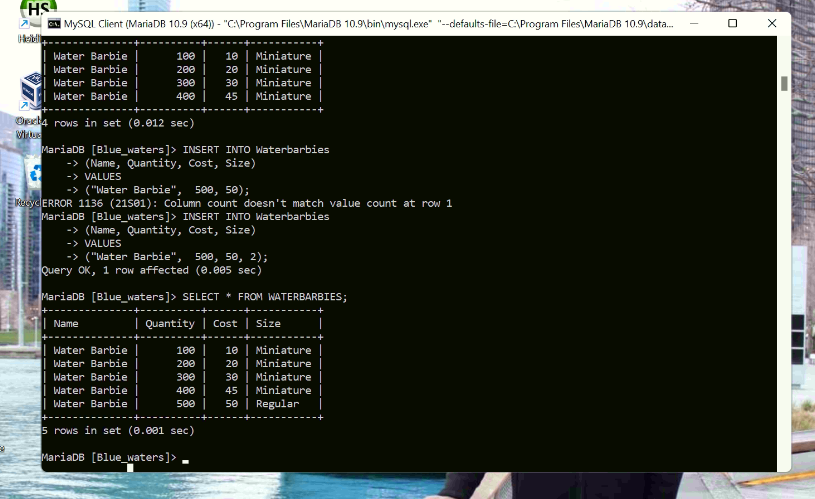 HS
MySQL Client (MariaDB 10.9 (x64)) - "C:\Program Files\MariaDB 10.9\bin\mysql.exe" "--defaults-file=C:\Program Files\MariaDB 10.9\data...
+--------------+----------+------+-----------+
| Water Barbie |      100 |   10 | Miniature |
| Water Barbie |      200 |   20 | Miniature |
| Water Barbie |      300 |   30 | Miniature |
| Water Barbie |      400 |   45 | Miniature |
+--------------+----------+------+-----------+
4 rows in set (0.012 sec)
MariaDB [Blue_waters]> INSERT INTO Waterbarbies
    -> (Name, Quantity, Cost, Size)
    -> VALUES
    -> ("Water Barbie",  500, 50);
ERROR 1136 (21S01): Column count doesn't match value count at row 1
MariaDB [Blue_waters]> INSERT INTO Waterbarbies
    -> (Name, Quantity, Cost, Size)
    -> VALUES
    -> ("Water Barbie",  500, 50, 2);
Query OK, 1 row affected (0.005 sec)
MariaDB [Blue_waters]> SELECT * FROM WATERBARBIES;
+--------------+----------+------+-----------+
| Name         | Quantity | Cost | Size      |
+--------------+----------+------+-----------+
| Water Barbie |      100 |   10 | Miniature |
| Water Barbie |      200 |   20 | Miniature |
| Water Barbie |      300 |   30 | Miniature |
| Water Barbie |      400 |   45 | Miniature |
| Water Barbie |      500 |   50 | Regular   |
+--------------+----------+------+-----------+
5 rows in set (0.001 sec)
MariaDB [Blue_waters]>